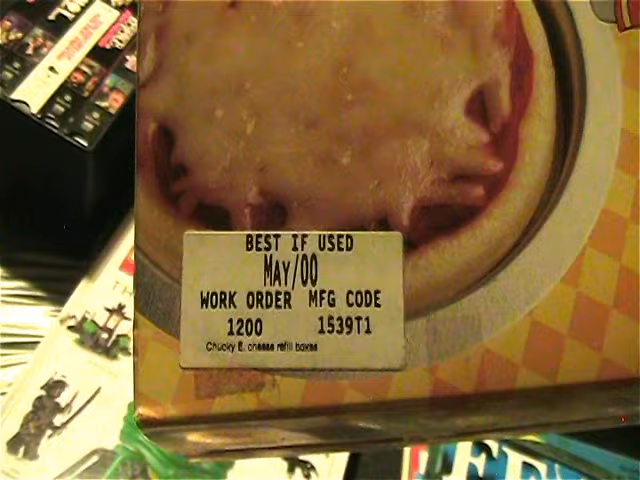 BEST IF USED
MAY/00
WORK ORDER MFG CODE
1200 1539T1
Chucky E. cheese refill boxes